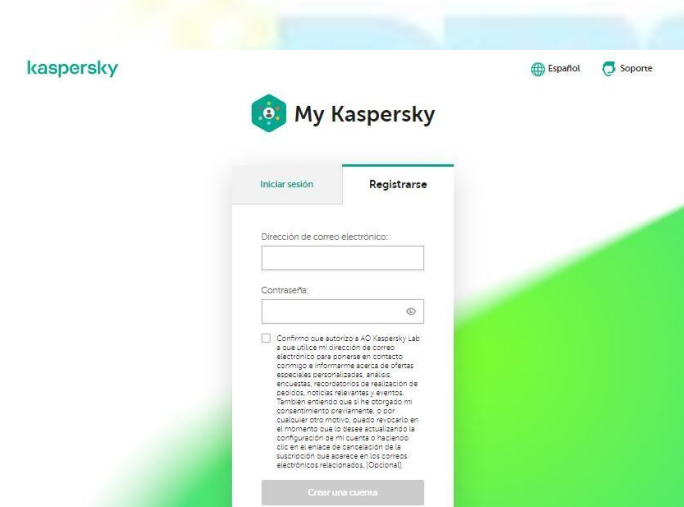 kaspersky
Español
Soporte
My Kaspersky
Iniciar sesión
Registrarse
Dirección de correo electrónico:
Contraseña:
Confirmo que autorizo a AO Kaspersky Lab
a que utilice mi dirección de correo
electrónico para ponerse en contacto
conmigo e informarme acerca de ofertas
especiales personalizadas, análisis,
encuestas, recordatorios de realización de
pedidos, noticias relevantes y eventos.
También entiendo que si he otorgado mi
consentimiento previamente, o por
cualquier otro motivo, puedo revocarlo en
el momento que lo desee actualizando la
configuración de mi cuenta o haciendo
clic en el enlace de cancelación de la
suscripción que aparece en los correos
electrónicos relacionados. [Opcional]
Crear una cuenta